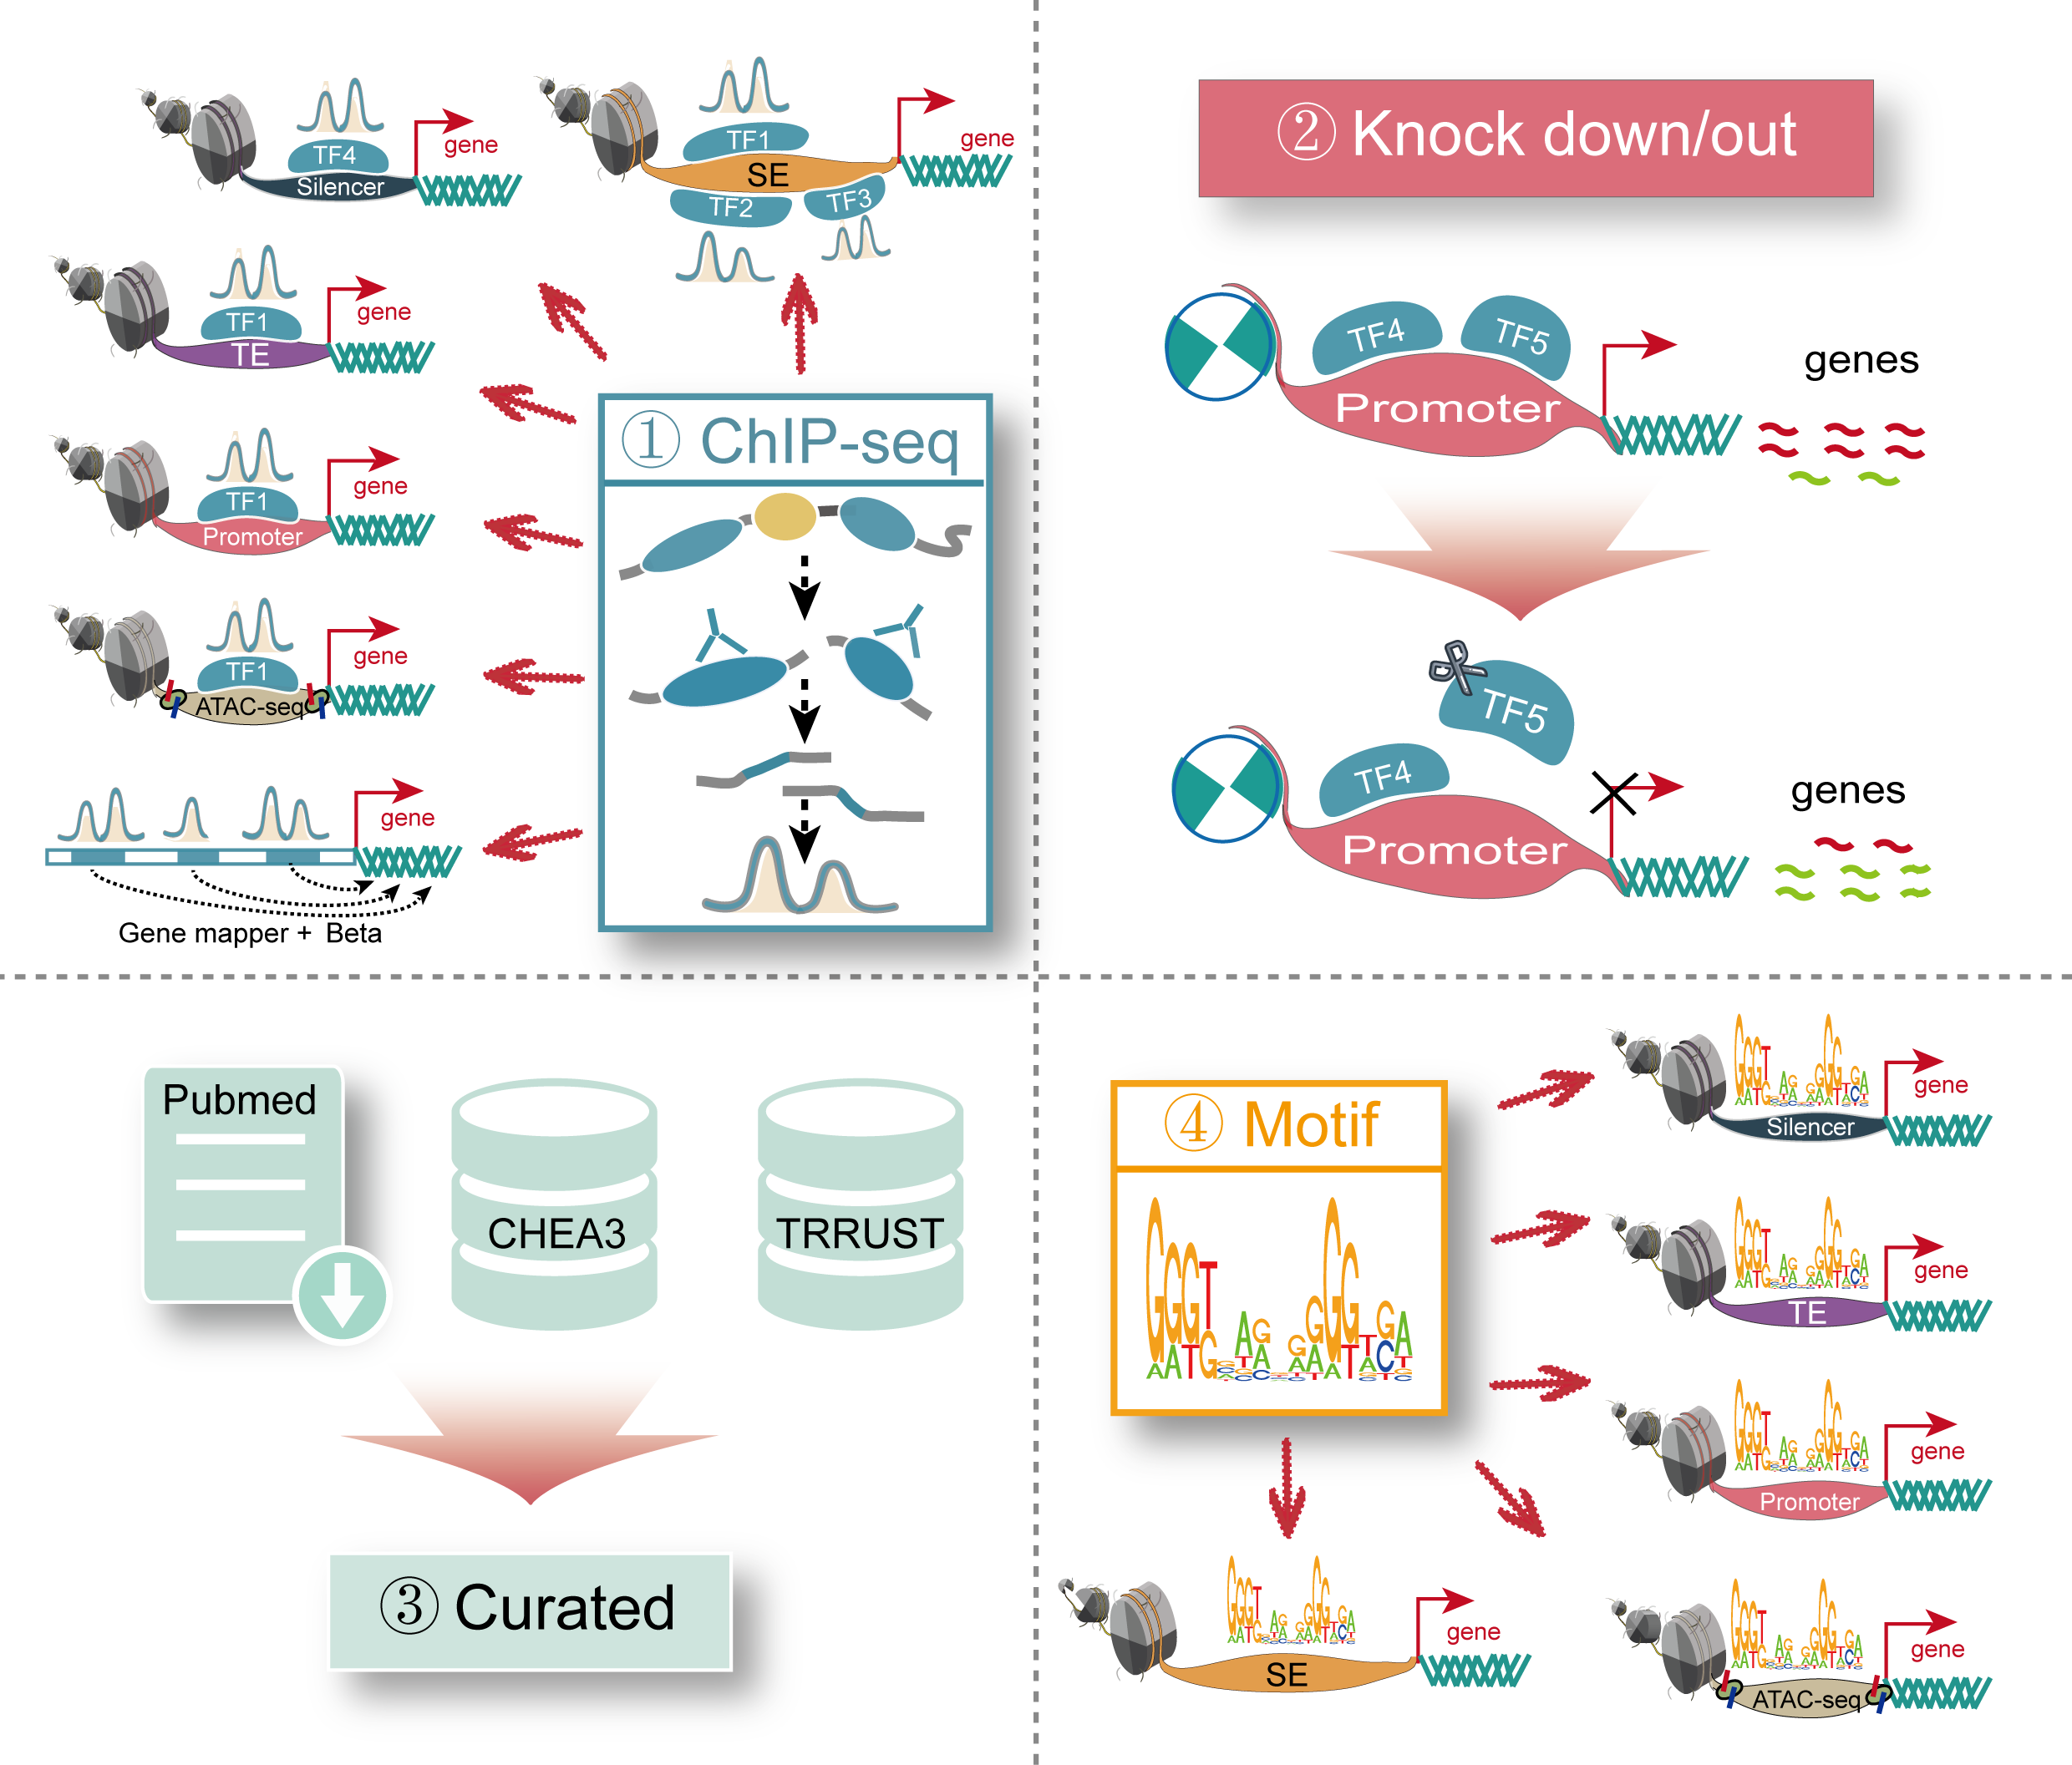 TF4
Silencer
gene
TF1
SE
TF2
TF3
gene
TF1
TE
gene
TF1
Promoter
gene
TF1
ATAC-seq
gene
gene
Gene mapper + Beta
① ChIP-seq
② Knock down/out
TF4
TF5
Promoter
genes
TF5
TF4
Promoter
genes
Pubmed
CHEA3
TRRUST
③ Curated
④ Motif
Silencer
gene
TE
gene
Promoter
gene
SE
gene
ATAC-seq
gene